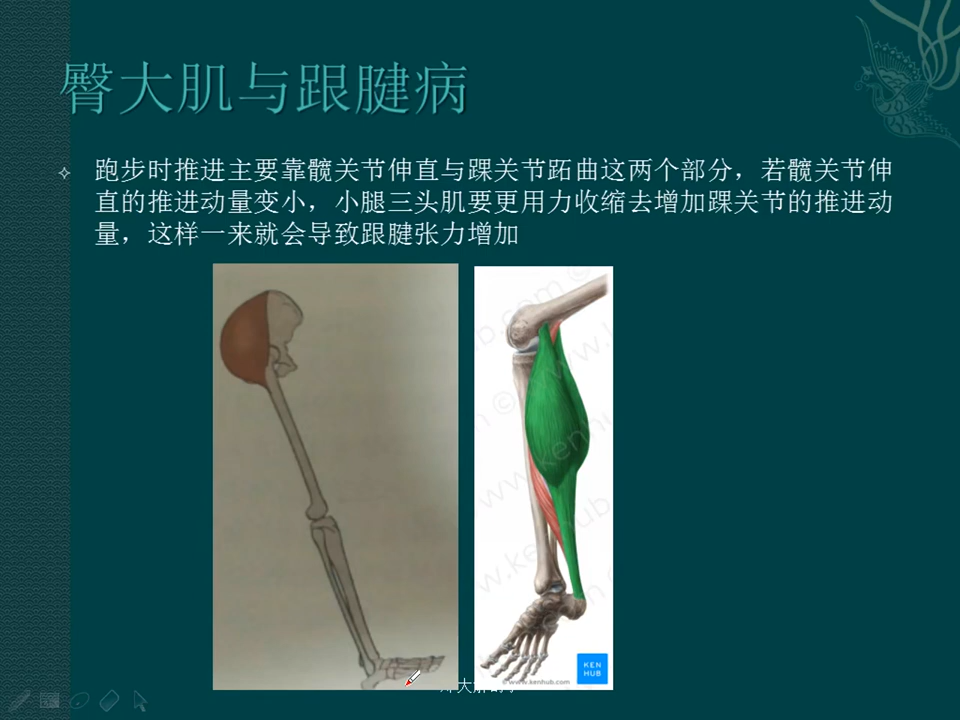 臀大肌与跟腱病
跑步时推进主要靠髋关节伸直与踝关节跖曲这两个部分，若髋关节伸
直的推进动量变小，小腿三头肌要更用力收缩去增加踝关节的推进动
量，这样一来就会导致跟腱张力增加
KEN
HUB
© www.kenhub.com